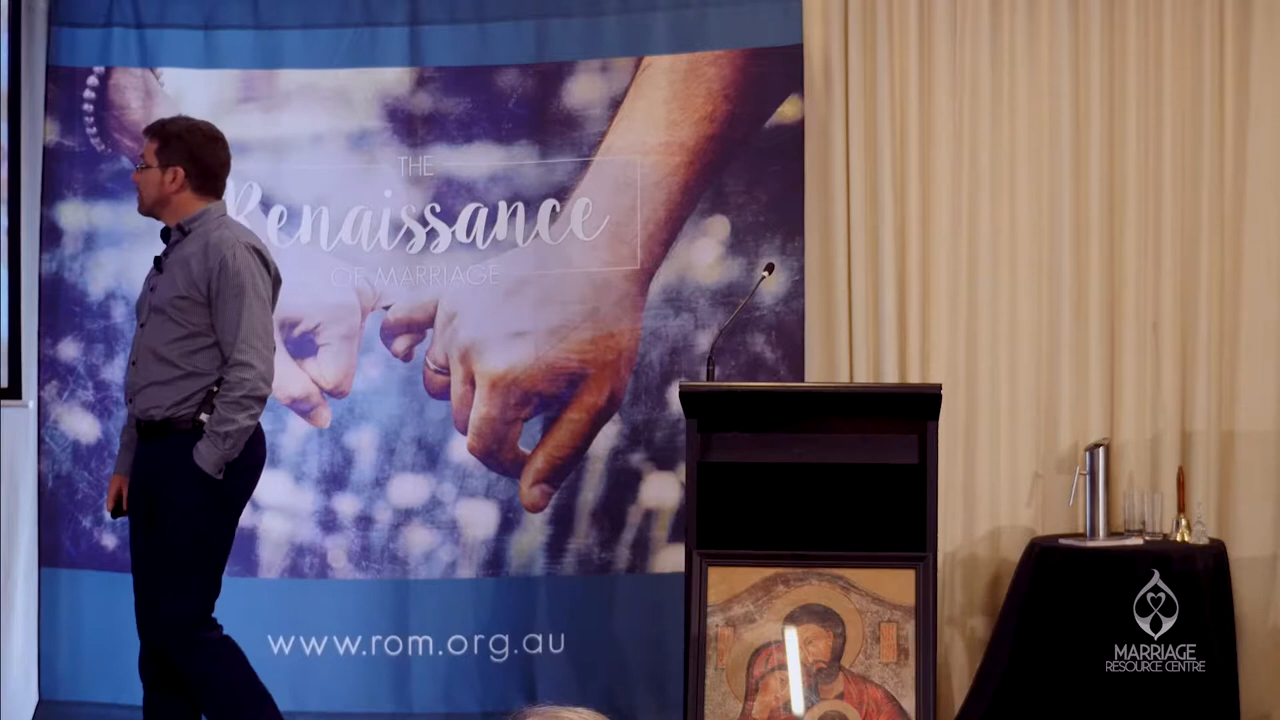 THE
Renaissance
OF MARRIAGE
www.rom.org.au
MARRIAGE
RESOURCE CENTRE